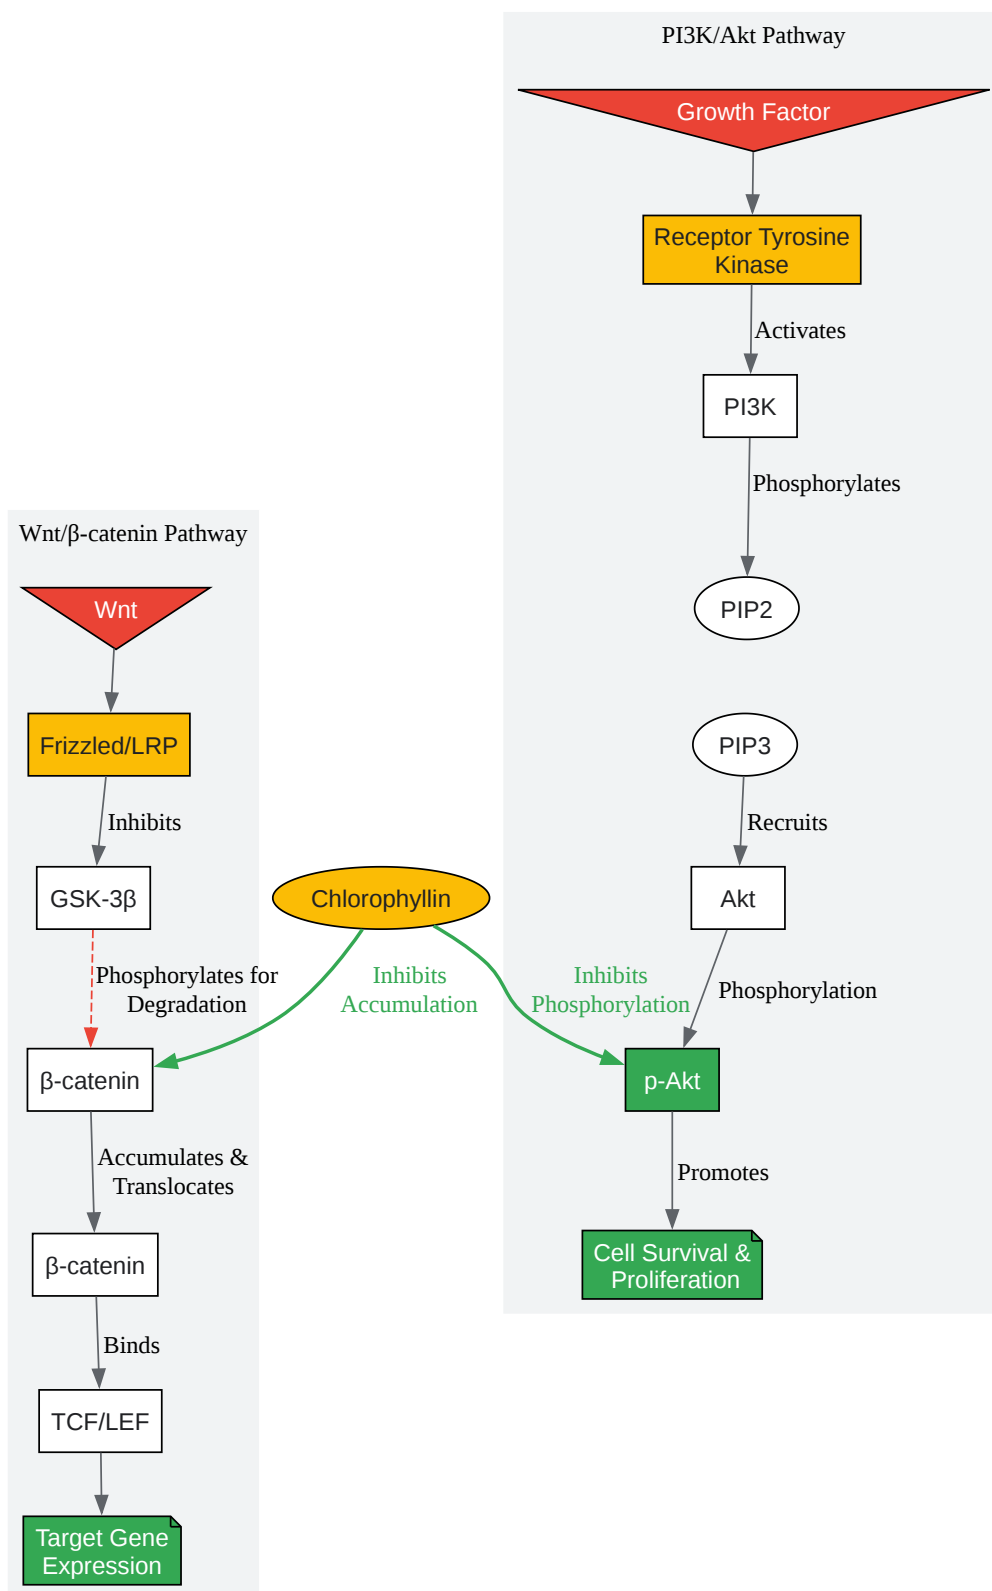 PI3K/Akt Pathway
Growth Factor
Receptor Tyrosine
Kinase
Activates
PI3K
Phosphorylates
PIP2
PIP3
Recruits
Akt
Phosphorylation
p-Akt
Promotes
Cell Survival &
Proliferation
Wnt/β-catenin Pathway
Wnt
Frizzled/LRP
Inhibits
GSK-3β
Phosphorylates for
Degradation
β-catenin
Accumulates &
Translocates
β-catenin
Binds
TCF/LEF
Target Gene
Expression
Chlorophyllin
Inhibits
Accumulation
Inhibits
Phosphorylation